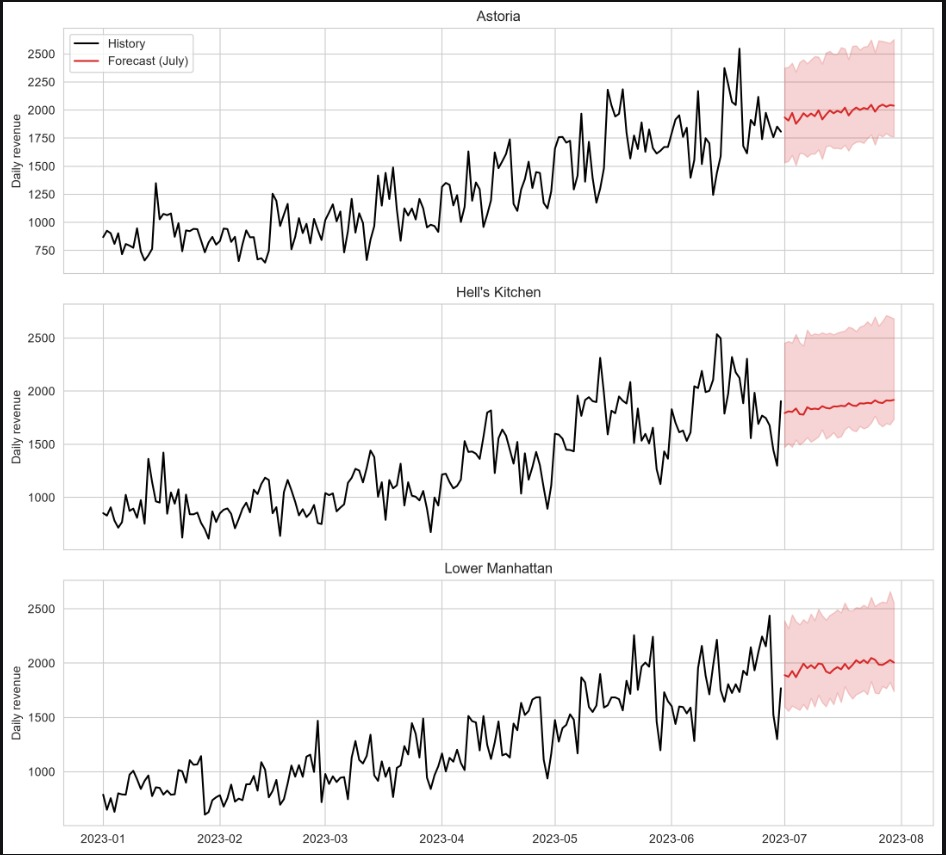 Astoria
History
Forecast (July)
2500
2250
2000
1750
1500
1250
1000
750
Daily revenue
Hell's Kitchen
2500
2000
1500
1000
Daily revenue
Lower Manhattan
2500
2000
1500
1000
Daily revenue
2023-01 2023-02 2023-03 2023-04 2023-05 2023-06 2023-07 2023-08